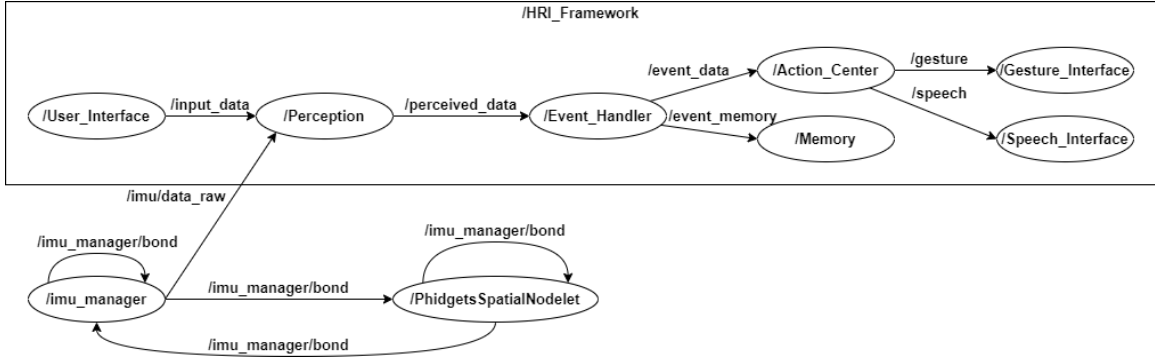 /HRI_Framework
/event_data
/Action_Center
/gesture
/Gesture_Interface
/speech
/User_Interface
/input_data
/Perception
/perceived_data
/Event_Handler
/event_memory
/Memory
/Speech_Interface
/imu/data_raw
/imu_manager/bond
/imu_manager/bond
/imu_manager
/imu_manager/bond
/PhidgetsSpatialNodelet
/imu_manager/bond